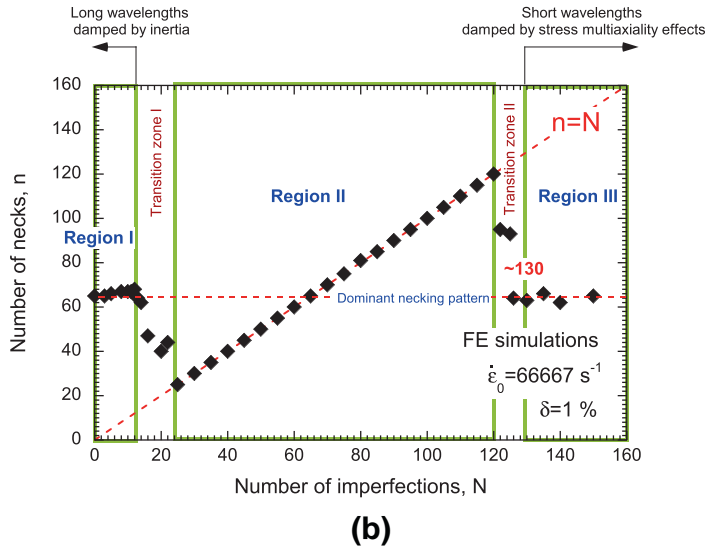 Long wavelengths
damped by inertia
Short wavelengths
damped by stress multiaxiality effects
160
140
120
100
80
60
40
20
0
Number of necks, n
Region I
Transition zone I
Region II
Transition zone II
n=N
Region III
~130
Dominant necking pattern
FE simulations
ε̇₀=66667 s⁻¹
δ=1 %
0 20 40 60 80 100 120 140 160
Number of imperfections, N
(b)